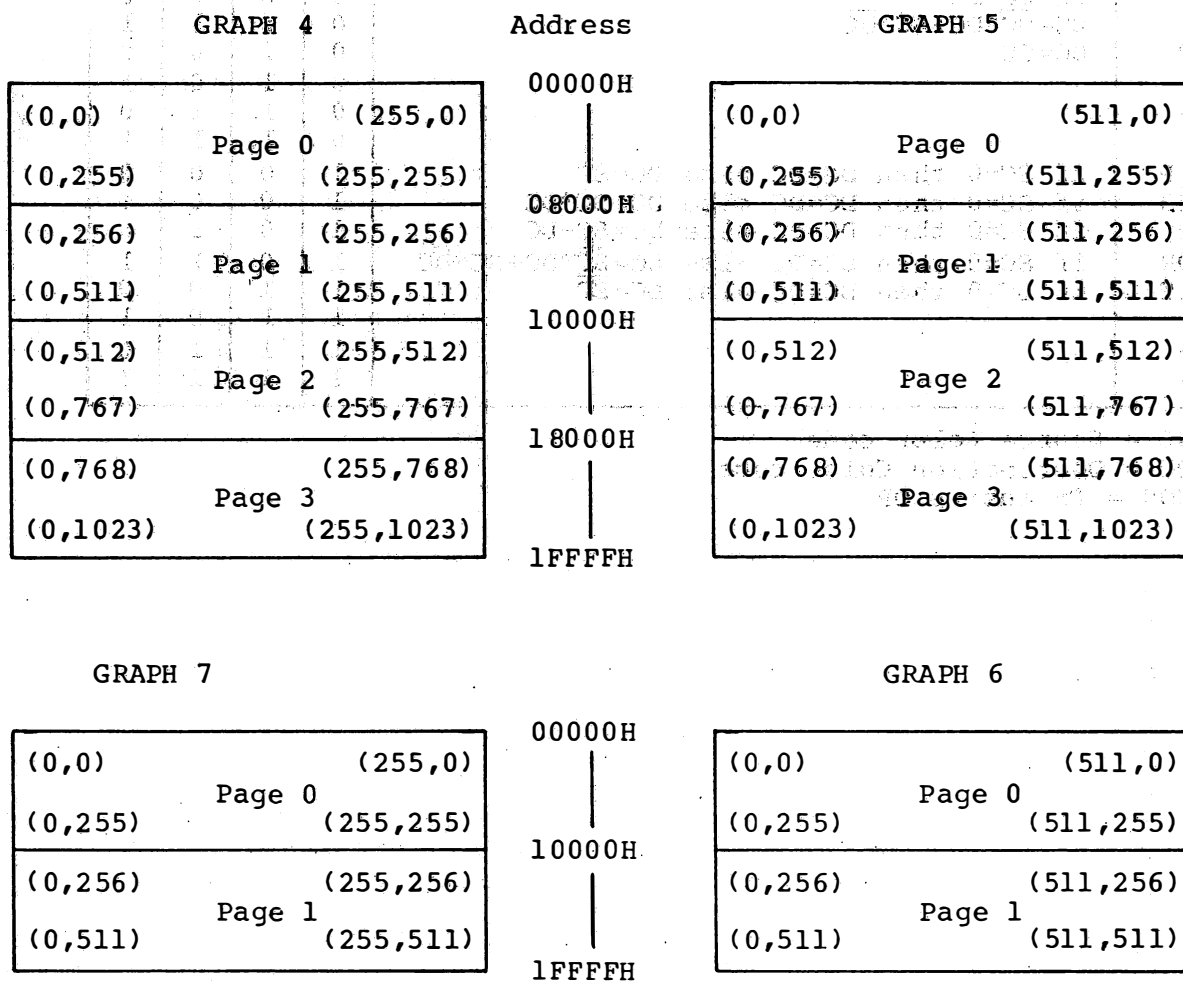 GRAPH 4 Address GRAPH 5
00000H
(0,0) (255,0) (0,0) (511,0)
Page 0 Page 0
(0,255) (255,255) (0,255) (511,255)
08000H
(0,256) (255,256) (0,256) (511,256)
Page 1 Page 1
(0,511) (255,511) (0,511) (511,511)
10000H
(0,512) (255,512) (0,512) (511,512)
Page 2 Page 2
(0,767) (255,767) (0,767) (511,767)
18000H
(0,768) (255,768) (0,768) (511,768)
Page 3 Page 3
(0,1023) (255,1023) (0,1023) (511,1023)
1FFFFH
GRAPH 7 GRAPH 6
00000H
(0,0) (255,0) (0,0) (511,0)
Page 0 Page 0
(0,255) (255,255) (0,255) (511,255)
10000H
(0,256) (255,256) (0,256) (511,256)
Page 1 Page 1
(0,511) (255,511) (0,511) (511,511)
1FFFFH